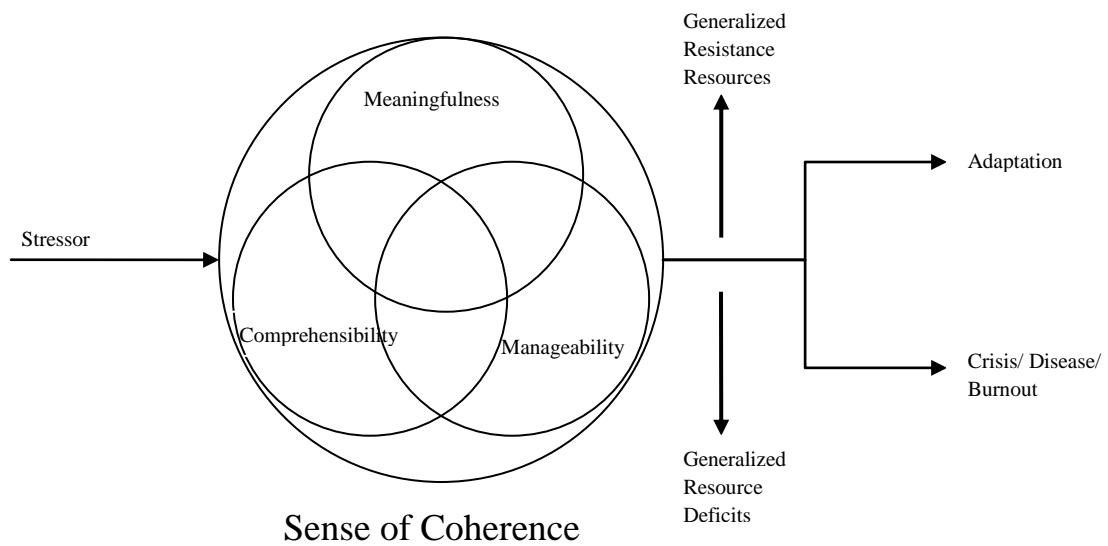 Generalized
Resistance
Resources
Meaningfulness
Adaptation
Stressor
Comprehensibility
Manageability
Crisis/ Disease/
Burnout
Generalized
Resource
Deficits
Sense of Coherence